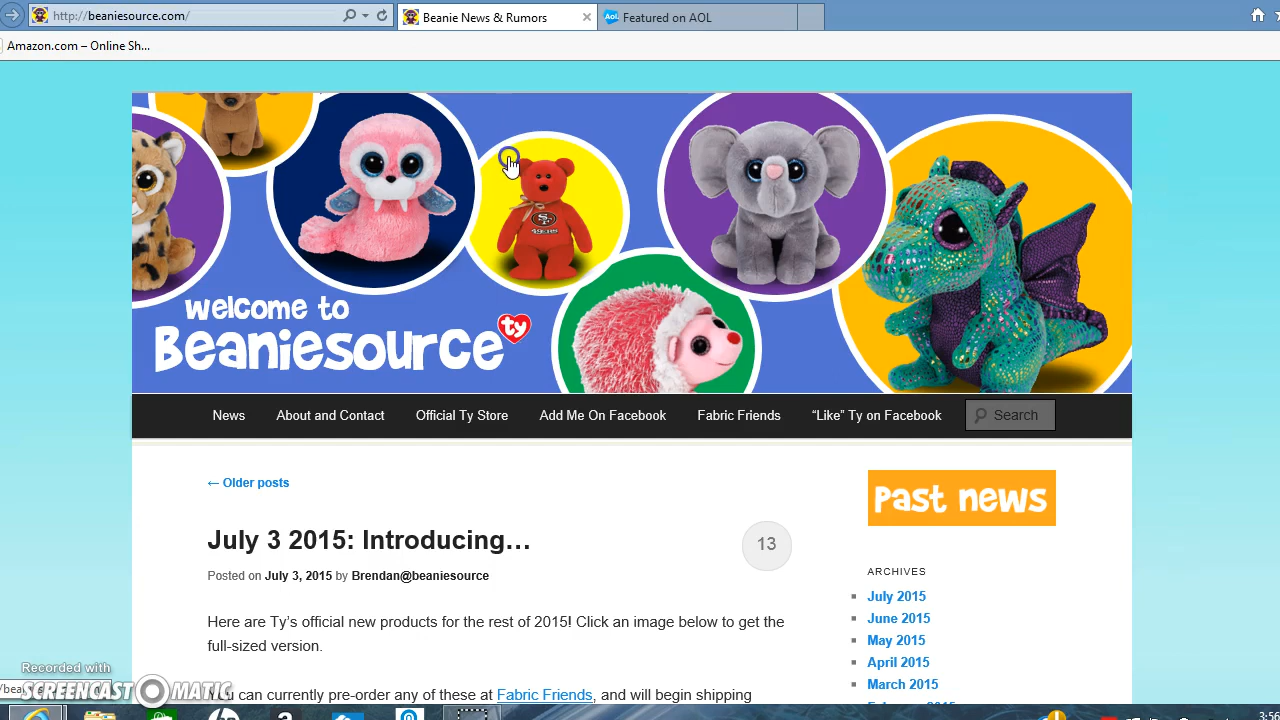 http://beaniesource.com/
Beanie News & Rumors
Aol.
Featured on AOL
Amazon.com – Online Sh...
49ERS
welcome to
Beaniesource
ty
News
About and Contact
Official Ty Store
Add Me On Facebook
Fabric Friends
“Like” Ty on Facebook
Search
← Older posts
Past news
July 3 2015: Introducing…
13
Posted on July 3, 2015 by Brendan@beaniesource
ARCHIVES
July 2015
Here are Ty’s official new products for the rest of 2015! Click an image below to get the
June 2015
full-sized version.
May 2015
April 2015
March 2015
You can currently pre-order any of these at Fabric Friends, and will begin shipping
Recorded with
SCREENCAST MATIC